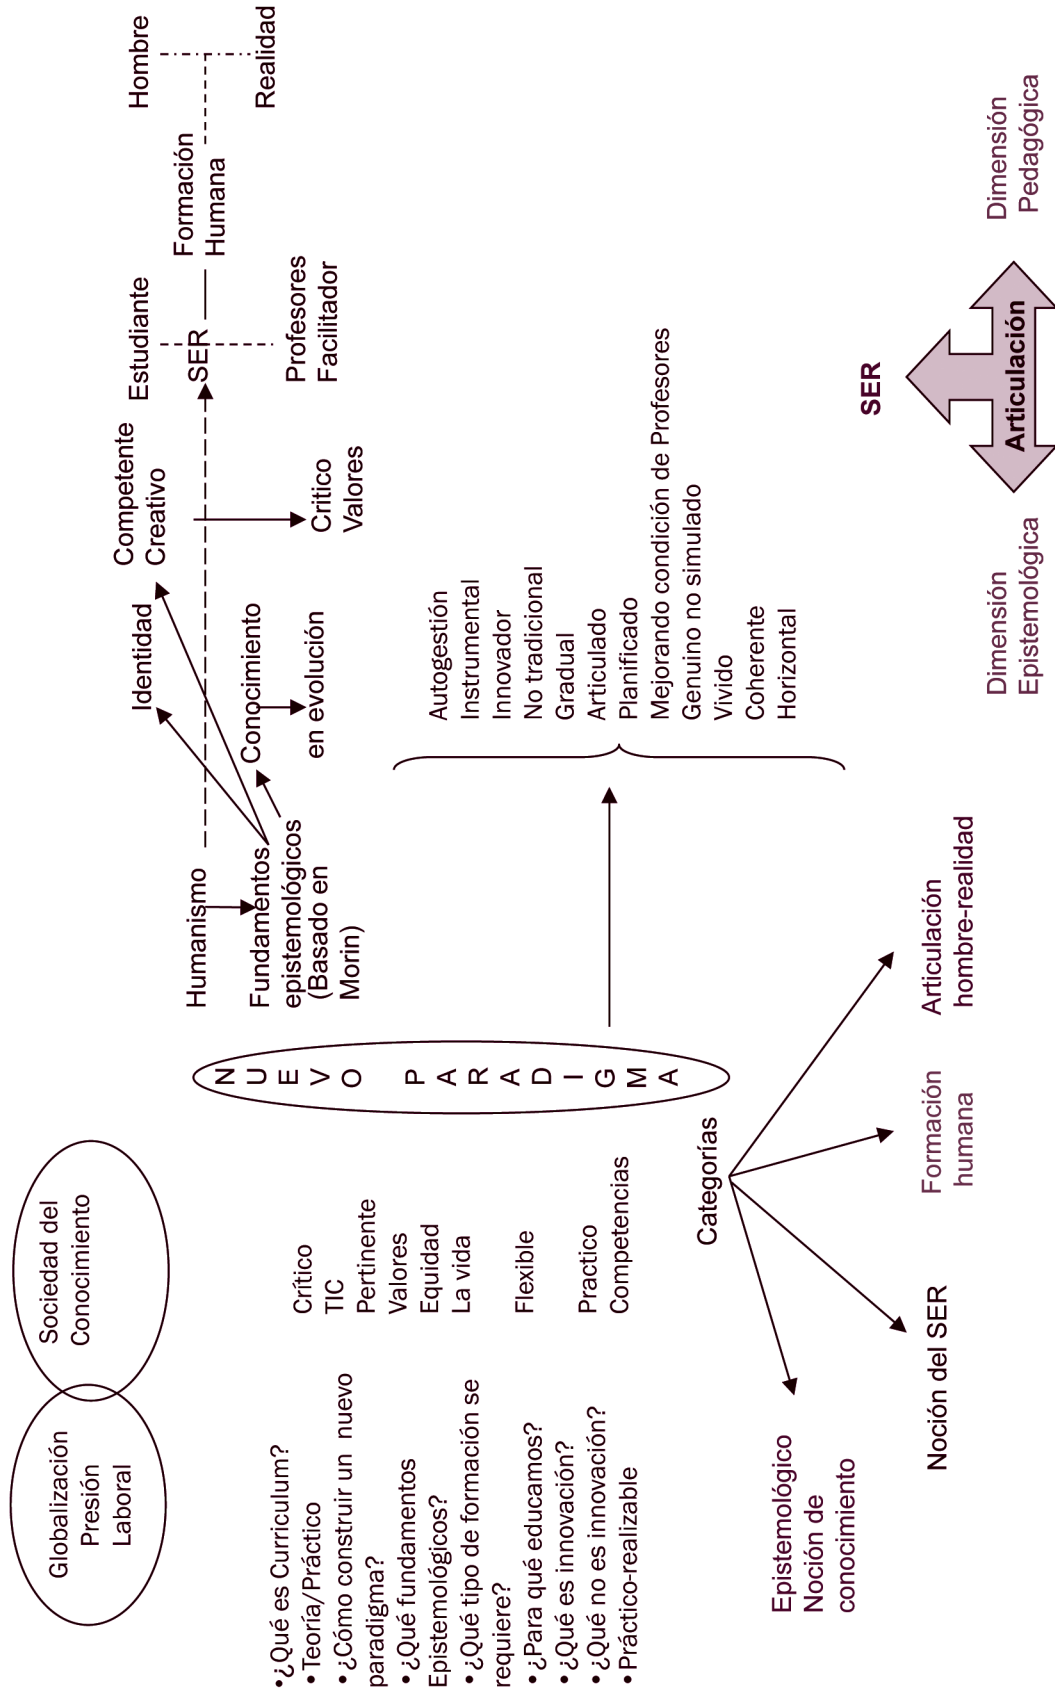 Globalización
Presión
Laboral
Sociedad del
Conocimiento
•¿Qué es Curriculum?
•Teoría/Práctico
•¿Cómo construir un nuevo
paradigma?
•¿Qué fundamentos
Epistemológicos?
•¿Qué tipo de formación se
requiere?
•¿Para qué educamos?
•¿Qué es innovación?
•¿Qué no es innovación?
•Práctico-realizable
Crítico
TIC
Pertinente
Valores
Equidad
La vida
Flexible
Practico
Competencias
NUEVO PARADIGMA
Humanismo
Fundamentos
epistemológicos
(Basado en
Morin)
Identidad
Conocimiento
en evolución
Competente
Creativo
Critico
Valores
Estudiante
SER
Profesores
Facilitador
Formación
Humana
Hombre
Realidad
Autogestión
Instrumental
Innovador
No tradicional
Gradual
Articulado
Planificado
Mejorando condición de Profesores
Genuino no simulado
Vivido
Coherente
Horizontal
Categorías
Epistemológico
Noción de
conocimiento
Noción del SER
Formación
humana
Articulación
hombre-realidad
SER
Dimensión
Epistemológica
Articulación
Dimensión
Pedagógica